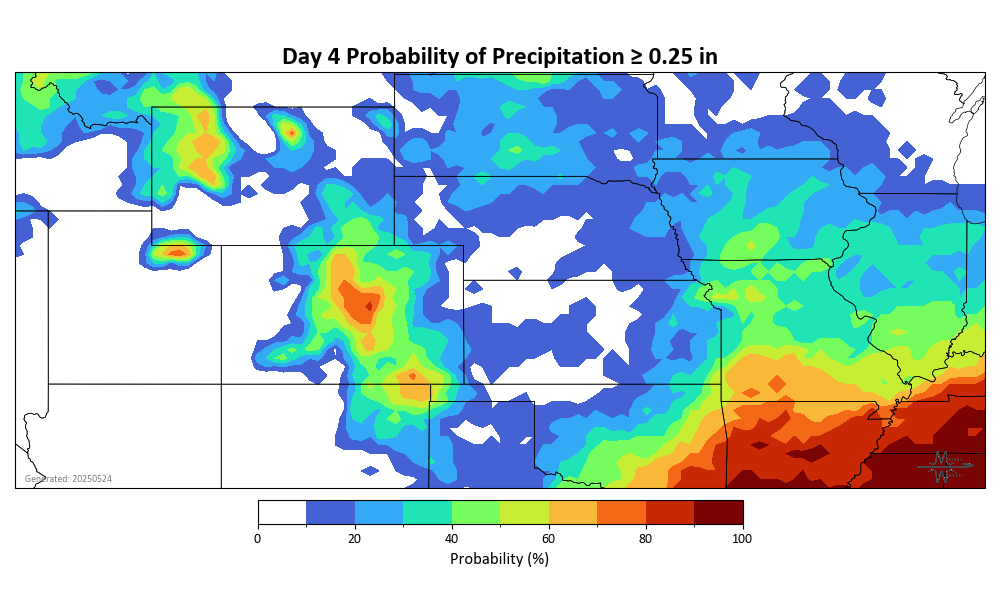 Day 4 Probability of Precipitation ≥ 0.25 in
Generated: 20250524
0 20 40 60 80 100
Probability (%)